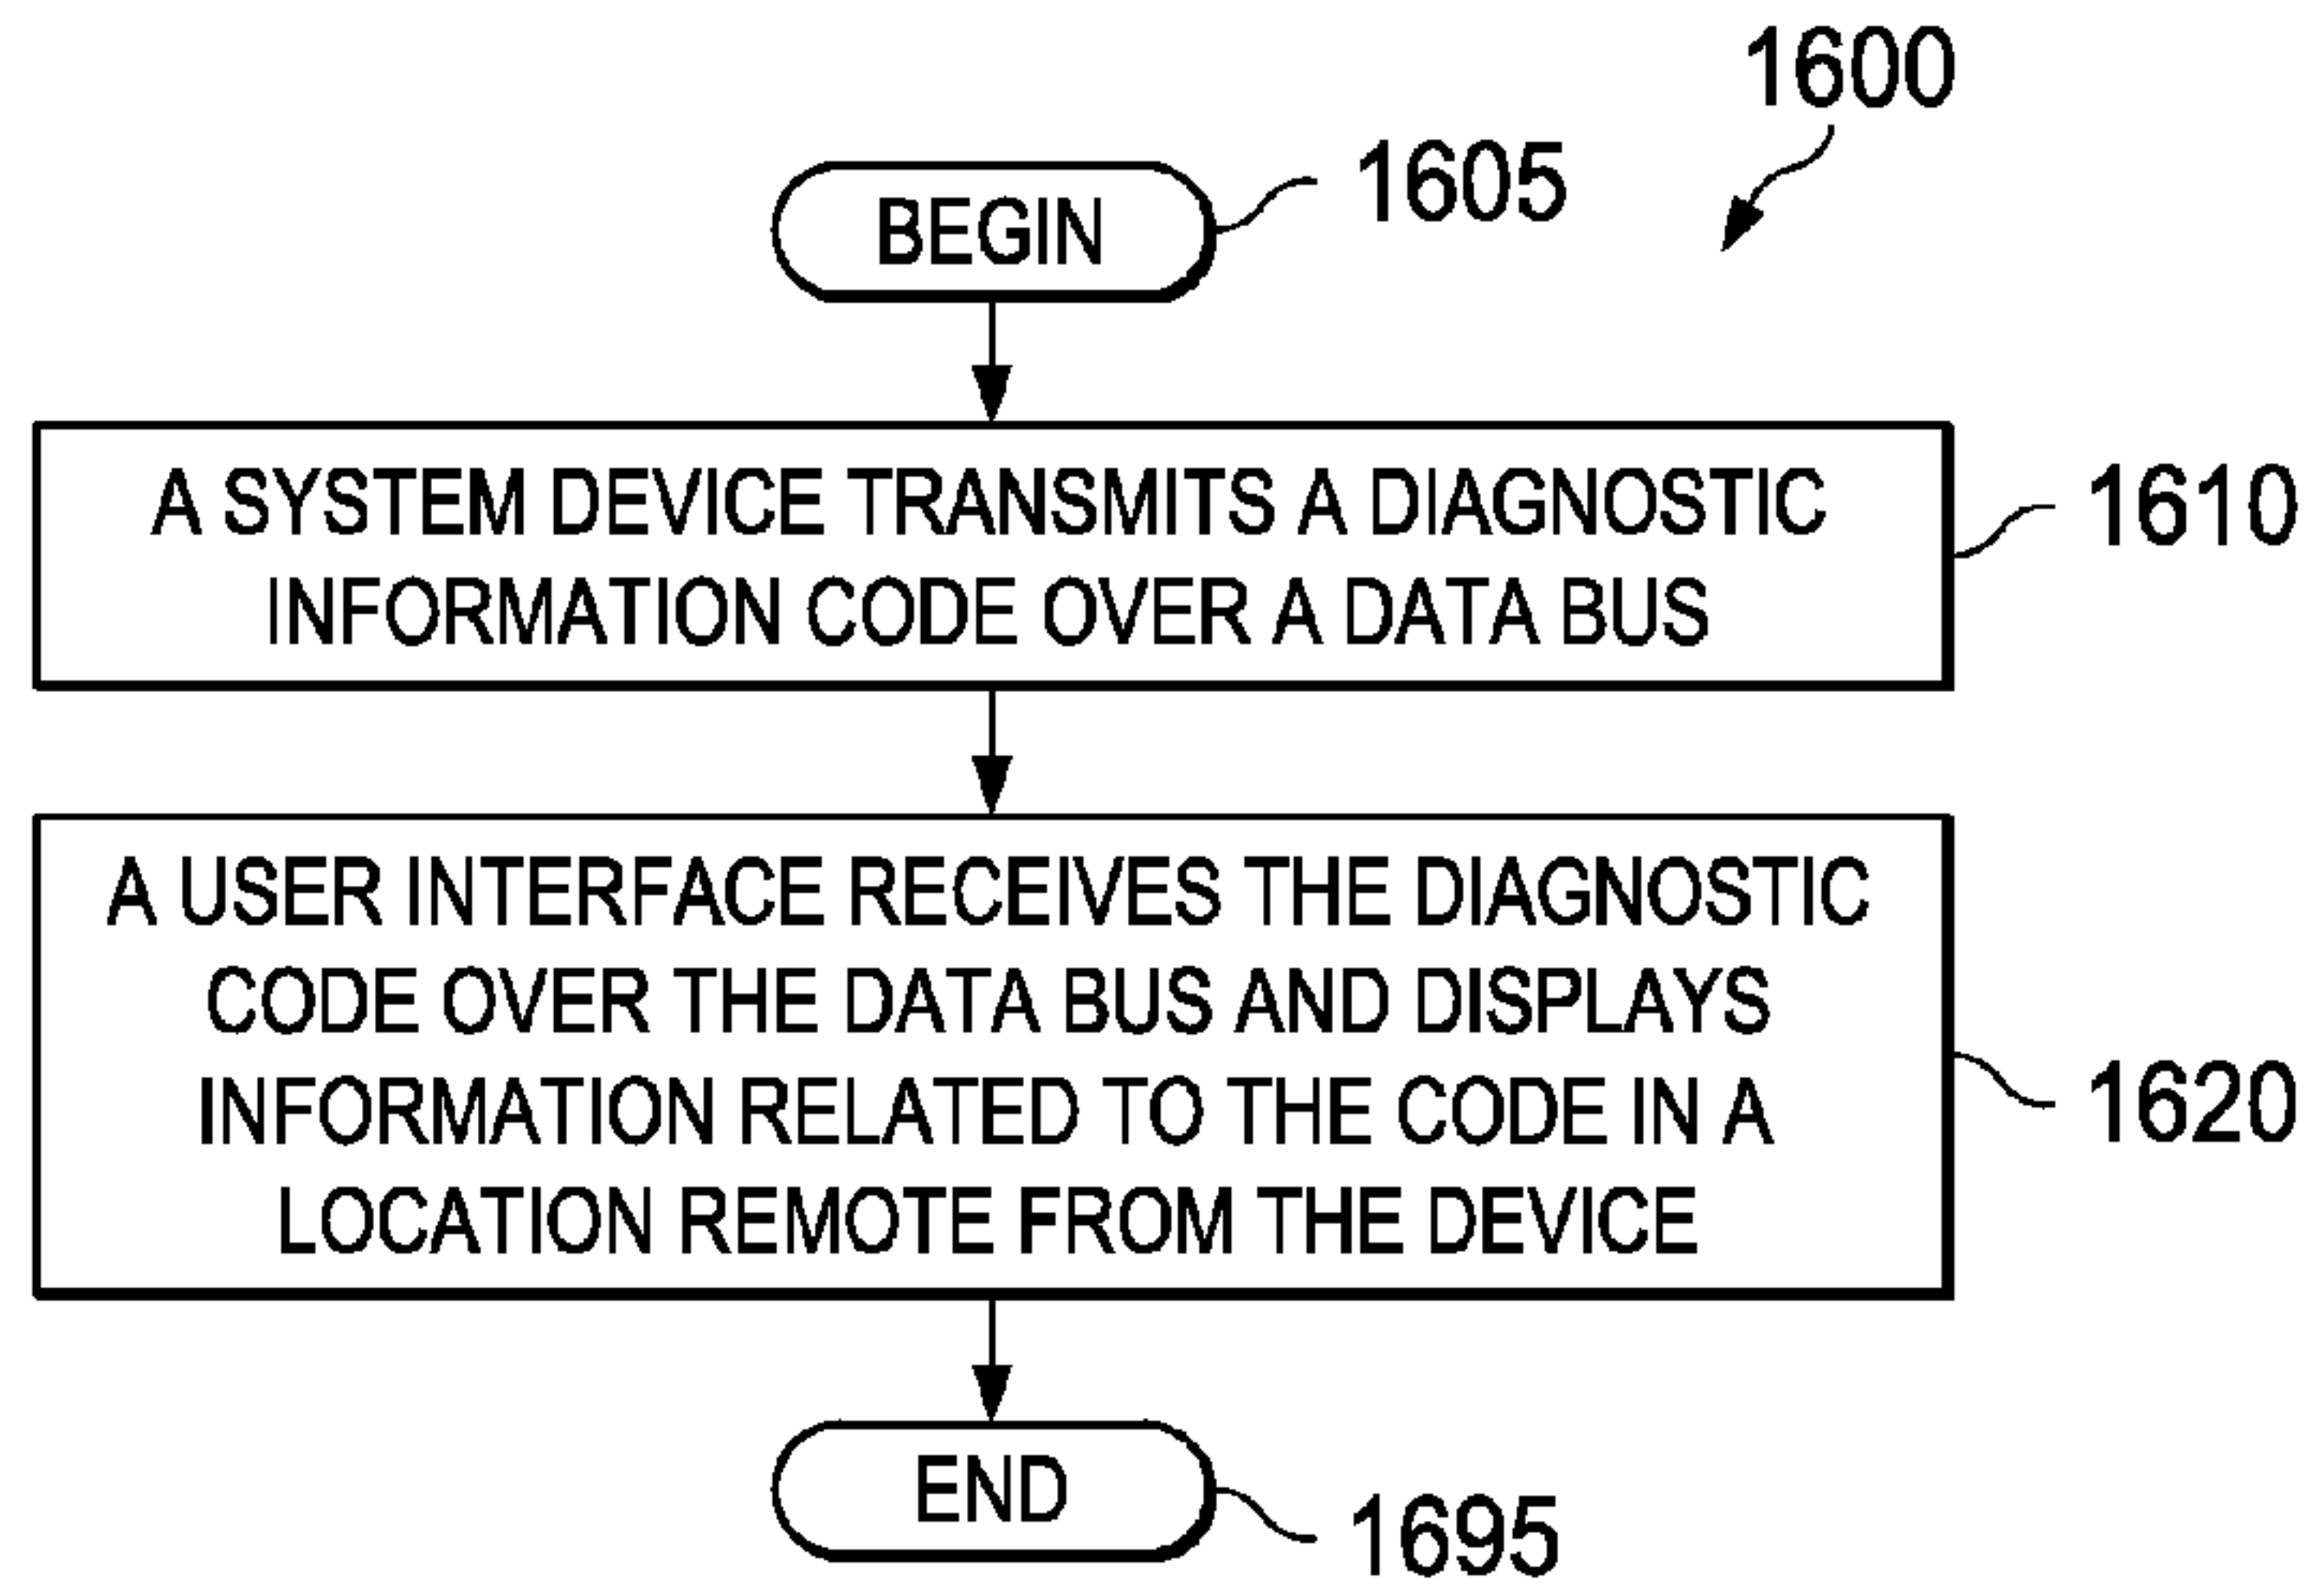 1600
1605
BEGIN
A SYSTEM DEVICE TRANSMITS A DIAGNOSTIC
INFORMATION CODE OVER A DATA BUS
1610
A USER INTERFACE RECEIVES THE DIAGNOSTIC
CODE OVER THE DATA BUS AND DISPLAYS
INFORMATION RELATED TO THE CODE IN A
LOCATION REMOTE FROM THE DEVICE
1620
END
1695